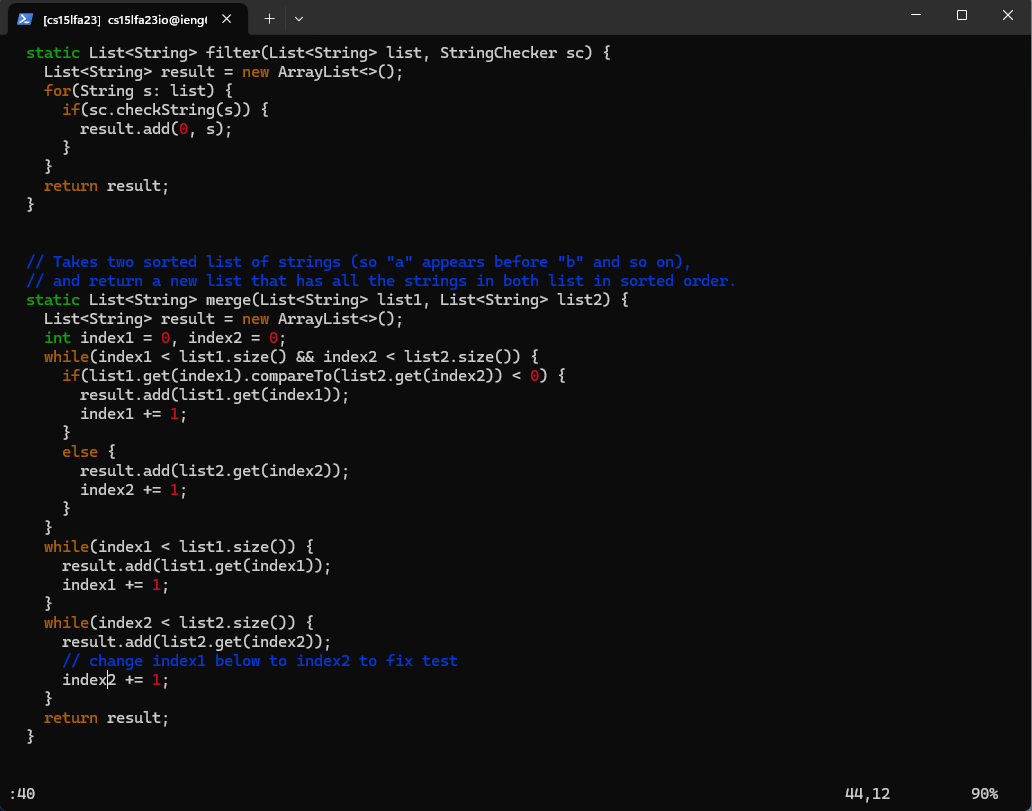 [cs15lfa23] cs15lfa23io@ieng6
static List<String> filter(List<String> list, StringChecker sc) {
  List<String> result = new ArrayList<>();
  for(String s: list) {
    if(sc.checkString(s)) {
      result.add(0, s);
    }
  }
  return result;
}
// Takes two sorted list of strings (so "a" appears before "b" and so on),
// and return a new list that has all the strings in both list in sorted order.
static List<String> merge(List<String> list1, List<String> list2) {
  List<String> result = new ArrayList<>();
  int index1 = 0, index2 = 0;
  while(index1 < list1.size() && index2 < list2.size()) {
    if(list1.get(index1).compareTo(list2.get(index2)) < 0) {
      result.add(list1.get(index1));
      index1 += 1;
    }
    else {
      result.add(list2.get(index2));
      index2 += 1;
    }
  }
  while(index1 < list1.size()) {
    result.add(list1.get(index1));
    index1 += 1;
  }
  while(index2 < list2.size()) {
    result.add(list2.get(index2));
    // change index1 below to index2 to fix test
    index2 += 1;
  }
  return result;
}
:40 44,12 90%